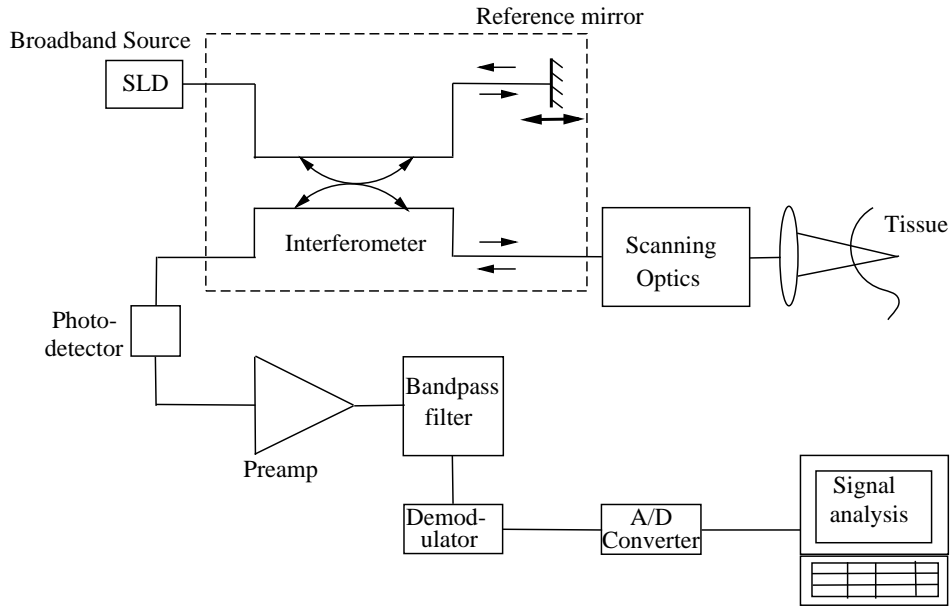 Reference mirror
Broadband Source
SLD
Interferometer
Scanning
Optics
Tissue
Photo-
detector
Preamp
Bandpass
filter
Demod-
ulator
A/D
Converter
Signal
analysis